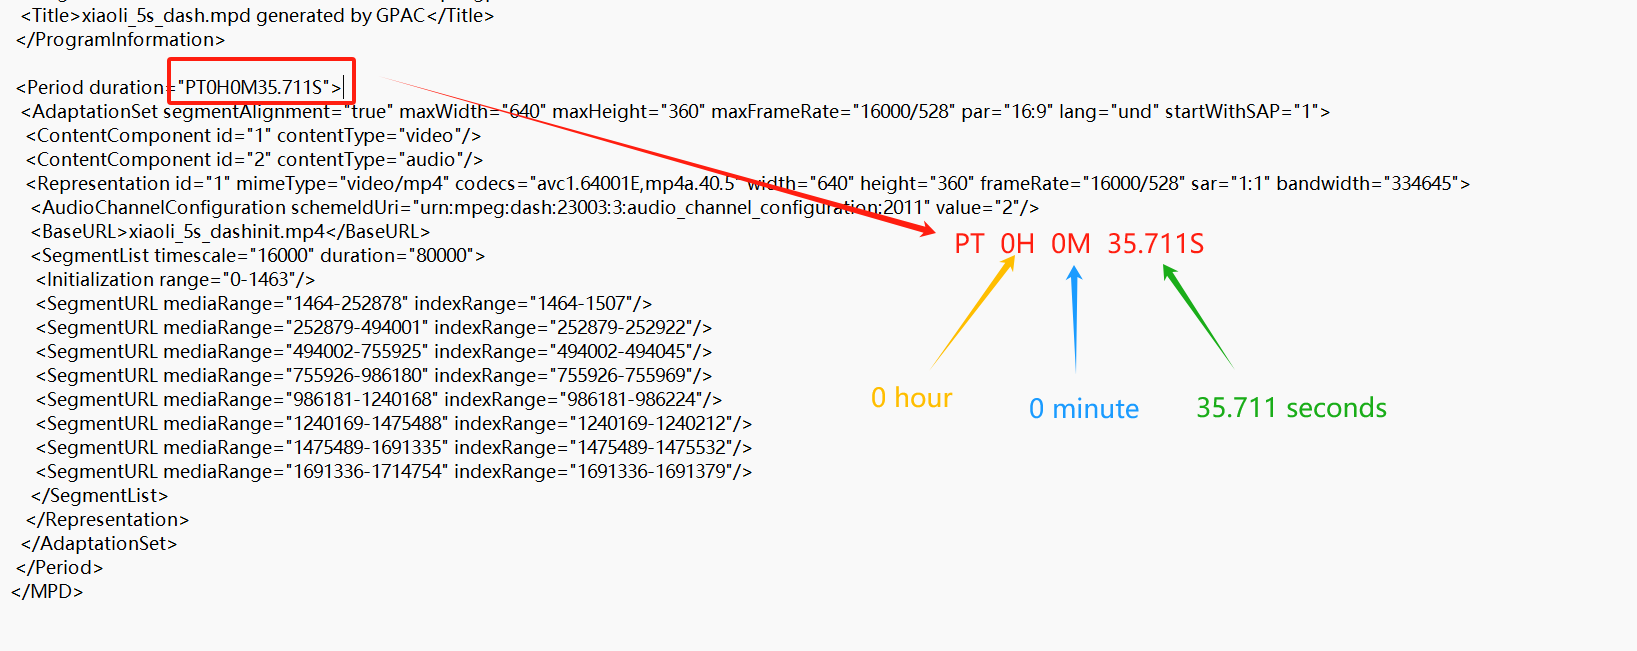 <Title>xiaoli_5s_dash.mpd generated by GPAC</Title>
</ProgramInformation>
<Period duration="PT0H0M35.711S">
<AdaptationSet segmentAlignment="true" maxWidth="640" maxHeight="360" maxFrameRate="16000/528" par="16:9" lang="und" startWithSAP="1">
<ContentComponent id="1" contentType="video"/>
<ContentComponent id="2" contentType="audio"/>
<Representation id="1" mimeType="video/mp4" codecs="avc1.64001E,mp4a.40.5" width="640" height="360" frameRate="16000/528" sar="1:1" bandwidth="334645">
<AudioChannelConfiguration schemeIdUri="urn:mpeg:dash:23003:3:audio_channel_configuration:2011" value="2"/>
<BaseURL>xiaoli_5s_dashinit.mp4</BaseURL>
<SegmentList timescale="16000" duration="80000">
<Initialization range="0-1463"/>
<SegmentURL mediaRange="1464-252878" indexRange="1464-1507"/>
<SegmentURL mediaRange="252879-494001" indexRange="252879-252922"/>
<SegmentURL mediaRange="494002-755925" indexRange="494002-494045"/>
<SegmentURL mediaRange="755926-986180" indexRange="755926-755969"/>
<SegmentURL mediaRange="986181-1240168" indexRange="986181-986224"/>
<SegmentURL mediaRange="1240169-1475488" indexRange="1240169-1240212"/>
<SegmentURL mediaRange="1475489-1691335" indexRange="1475489-1475532"/>
<SegmentURL mediaRange="1691336-1714754" indexRange="1691336-1691379"/>
</SegmentList>
</Representation>
</AdaptationSet>
</Period>
</MPD>
PT 0H 0M 35.711S
0 hour
0 minute
35.711 seconds